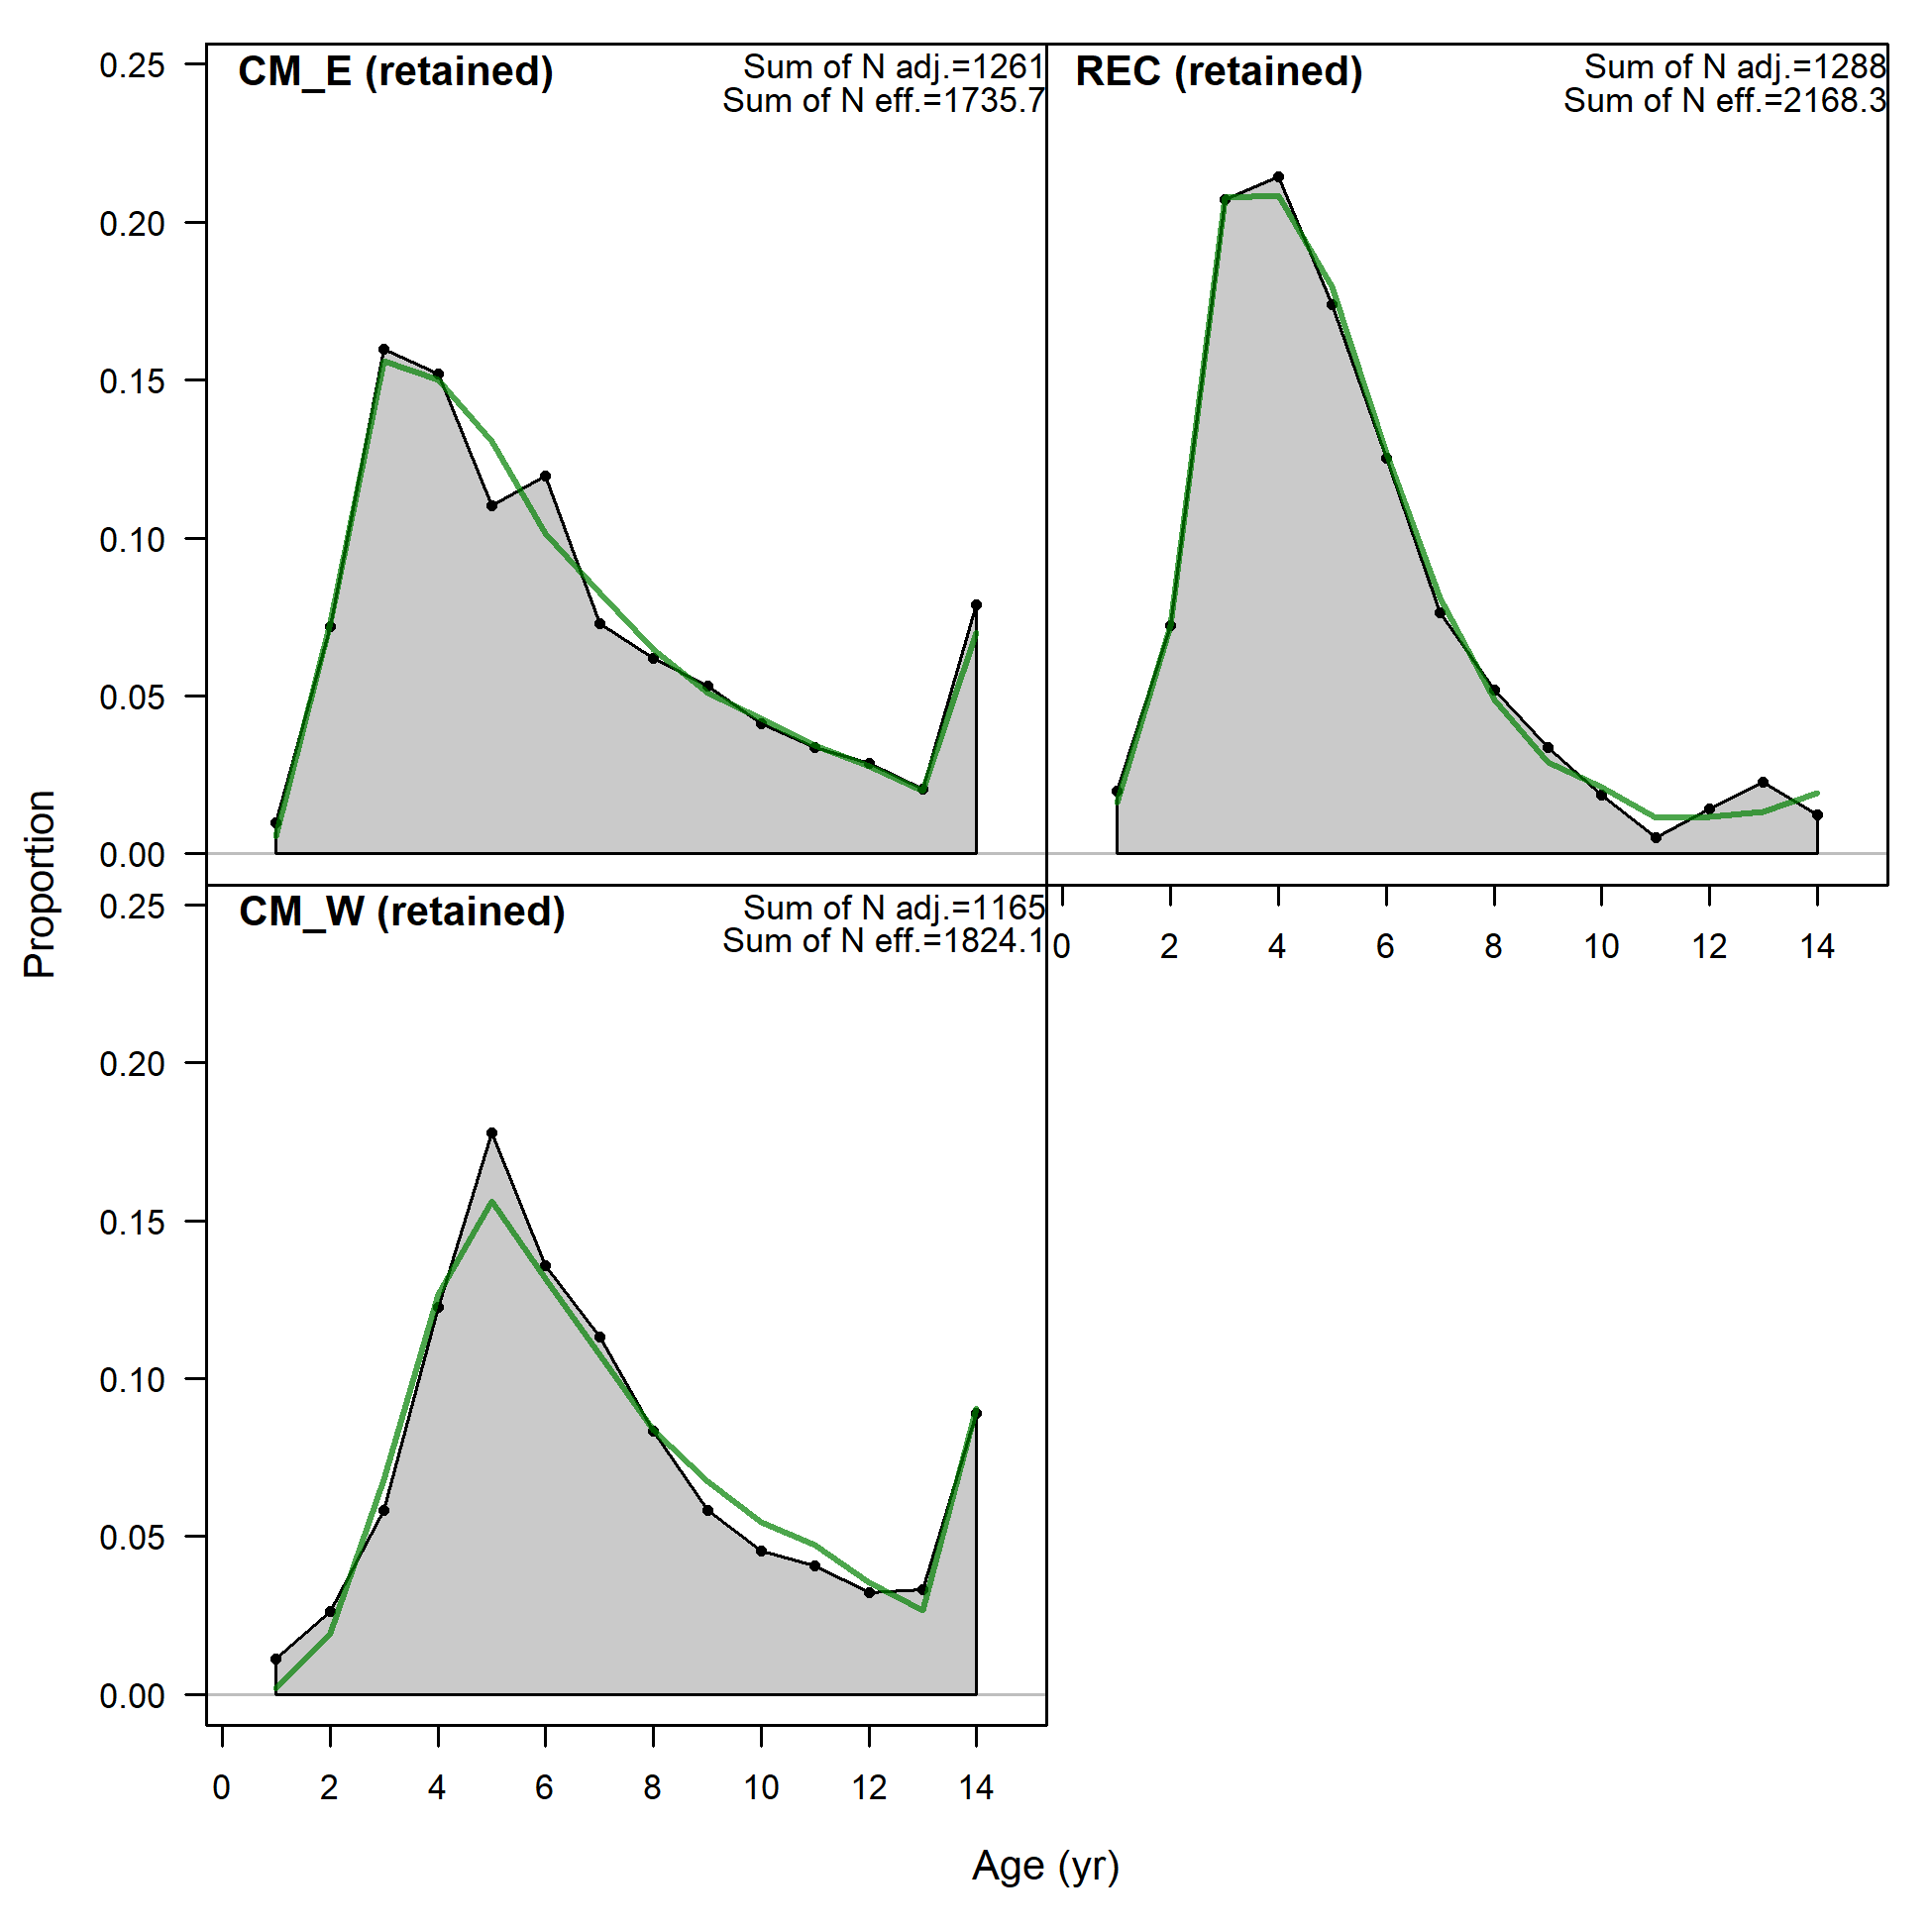 CM_E (retained)
Sum of N adj.=1261
Sum of N eff.=1735.7
REC (retained)
Sum of N adj.=1288
Sum of N eff.=2168.3
0.25
0.20
0.15
0.10
0.05
0.00
CM_W (retained)
Sum of N adj.=1165
Sum of N eff.=1824.1
0 2 4 6 8 10 12 14
0.25
0.20
0.15
0.10
0.05
0.00
0 2 4 6 8 10 12 14
Proportion
Age (yr)